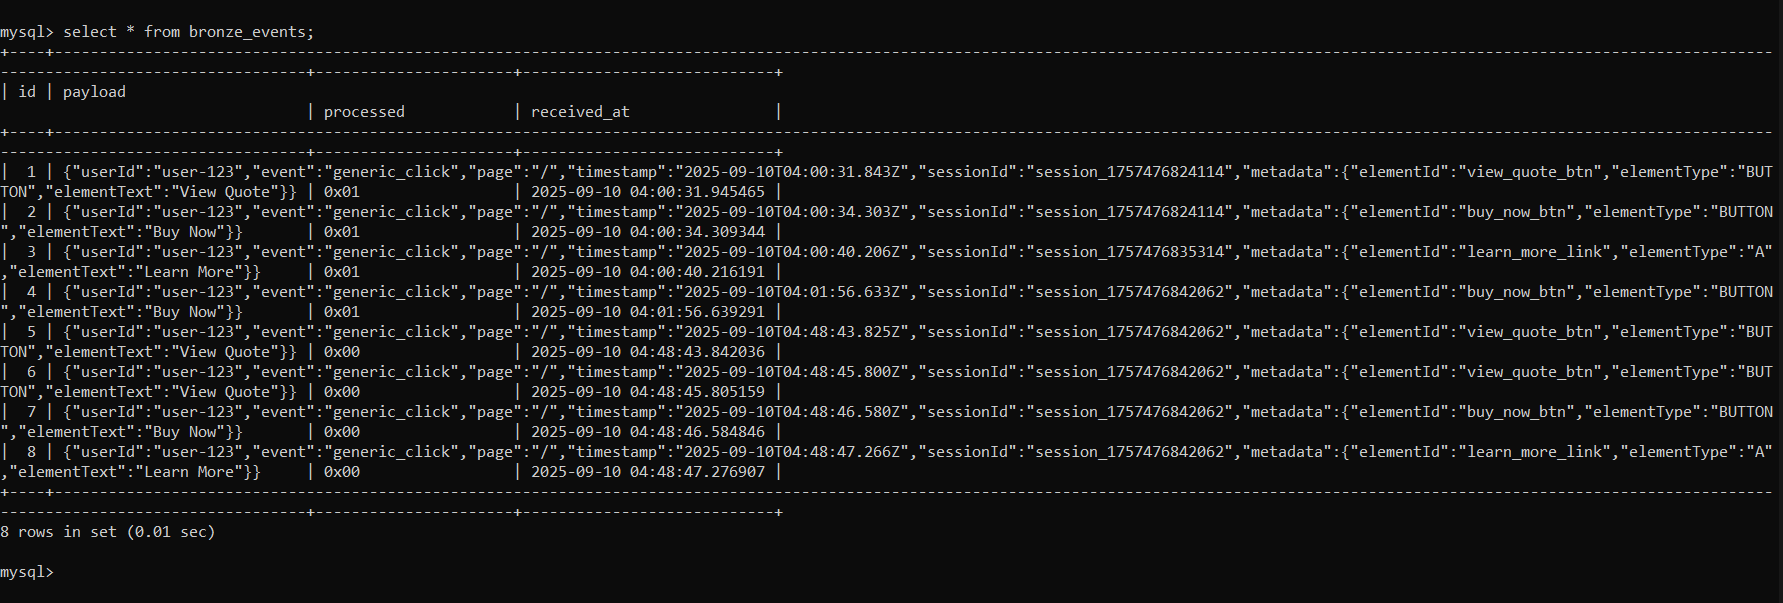 mysql> select * from bronze_events;
| id | payload
| processed | received_at |
| 1 | {"userId":"user-123","event":"generic_click","page":"/","timestamp":"2025-09-10T04:00:31.843Z","sessionId":"session_1757476824114","metadata":{"elementId":"view_quote_btn","elementType":"BUT
TON","elementText":"View Quote"}} | 0x01 | 2025-09-10 04:00:31.945465 |
| 2 | {"userId":"user-123","event":"generic_click","page":"/","timestamp":"2025-09-10T04:00:34.303Z","sessionId":"session_1757476824114","metadata":{"elementId":"buy_now_btn","elementType":"BUTTON
","elementText":"Buy Now"}} | 0x01 | 2025-09-10 04:00:34.309344 |
| 3 | {"userId":"user-123","event":"generic_click","page":"/","timestamp":"2025-09-10T04:00:40.206Z","sessionId":"session_1757476835314","metadata":{"elementId":"learn_more_link","elementType":"A"
,"elementText":"Learn More"}} | 0x01 | 2025-09-10 04:00:40.216191 |
| 4 | {"userId":"user-123","event":"generic_click","page":"/","timestamp":"2025-09-10T04:01:56.633Z","sessionId":"session_1757476842062","metadata":{"elementId":"buy_now_btn","elementType":"BUTTON
","elementText":"Buy Now"}} | 0x01 | 2025-09-10 04:01:56.639291 |
| 5 | {"userId":"user-123","event":"generic_click","page":"/","timestamp":"2025-09-10T04:48:43.825Z","sessionId":"session_1757476842062","metadata":{"elementId":"view_quote_btn","elementType":"BUT
TON","elementText":"View Quote"}} | 0x00 | 2025-09-10 04:48:43.842036 |
| 6 | {"userId":"user-123","event":"generic_click","page":"/","timestamp":"2025-09-10T04:48:45.800Z","sessionId":"session_1757476842062","metadata":{"elementId":"view_quote_btn","elementType":"BUT
TON","elementText":"View Quote"}} | 0x00 | 2025-09-10 04:48:45.805159 |
| 7 | {"userId":"user-123","event":"generic_click","page":"/","timestamp":"2025-09-10T04:48:46.580Z","sessionId":"session_1757476842062","metadata":{"elementId":"buy_now_btn","elementType":"BUTTON
","elementText":"Buy Now"}} | 0x00 | 2025-09-10 04:48:46.584846 |
| 8 | {"userId":"user-123","event":"generic_click","page":"/","timestamp":"2025-09-10T04:48:47.266Z","sessionId":"session_1757476842062","metadata":{"elementId":"learn_more_link","elementType":"A"
,"elementText":"Learn More"}} | 0x00 | 2025-09-10 04:48:47.276907 |
8 rows in set (0.01 sec)
mysql>